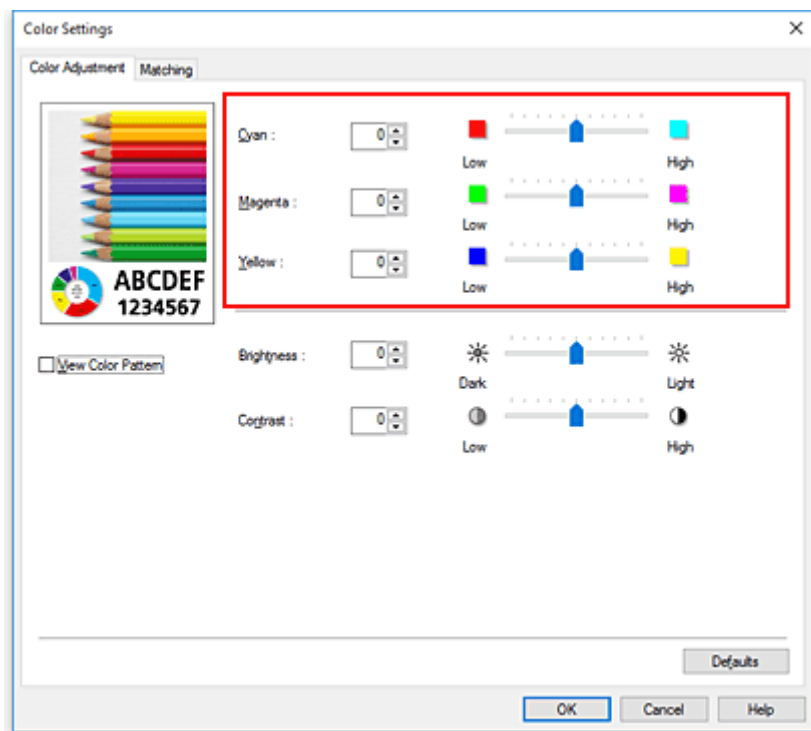 Color Settings
Color Adjustment Matching
Cyan : 0
Low High
Magenta : 0
Low High
Yellow : 0
Low High
ABCDEF
1234567
View Color Pattern
Brightness : 0
Dark Light
Contrast : 0
Low High
Defaults
OK Cancel Help